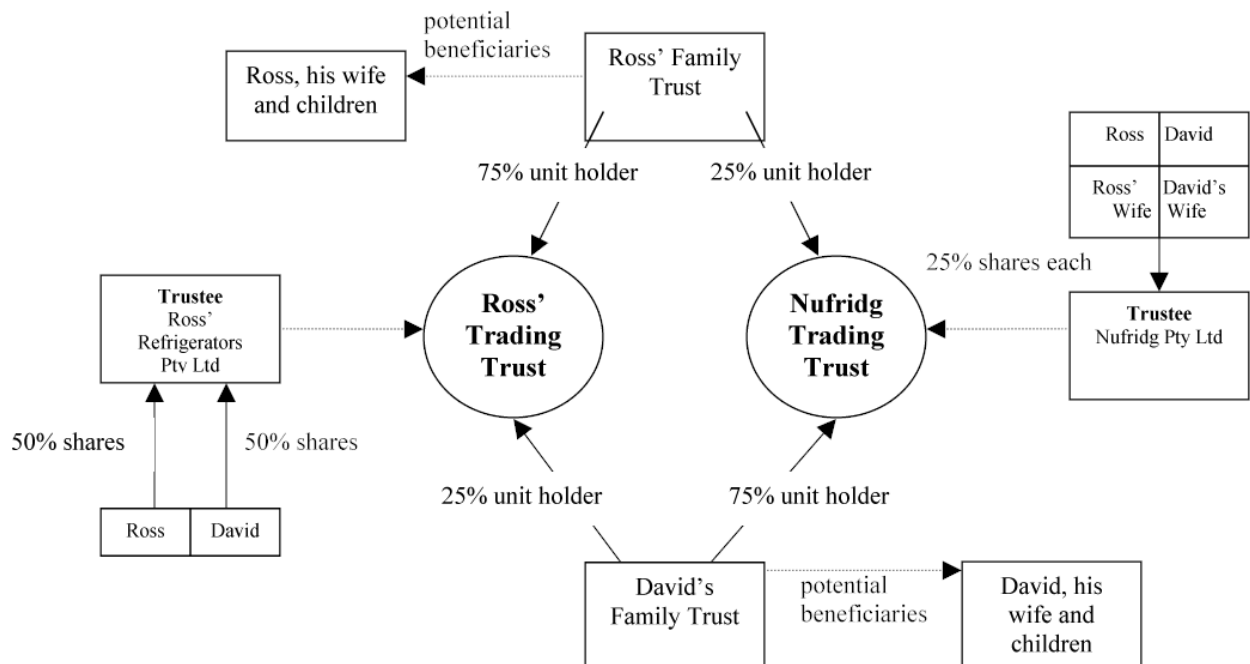 potential
beneficiaries
Ross, his wife
and children
Ross’ Family
Trust
75% unit holder
25% unit holder
Ross
David
Ross’
Wife
David’s
Wife
25% shares each
Trustee
Ross’
Refrigerators
Ptv Ltd
Ross’
Trading
Trust
Nufridg
Trading
Trust
Trustee
Nufridg Pty Ltd
50% shares
50% shares
Ross
David
25% unit holder
75% unit holder
David’s
Family Trust
potential
beneficiaries
David, his
wife and
children